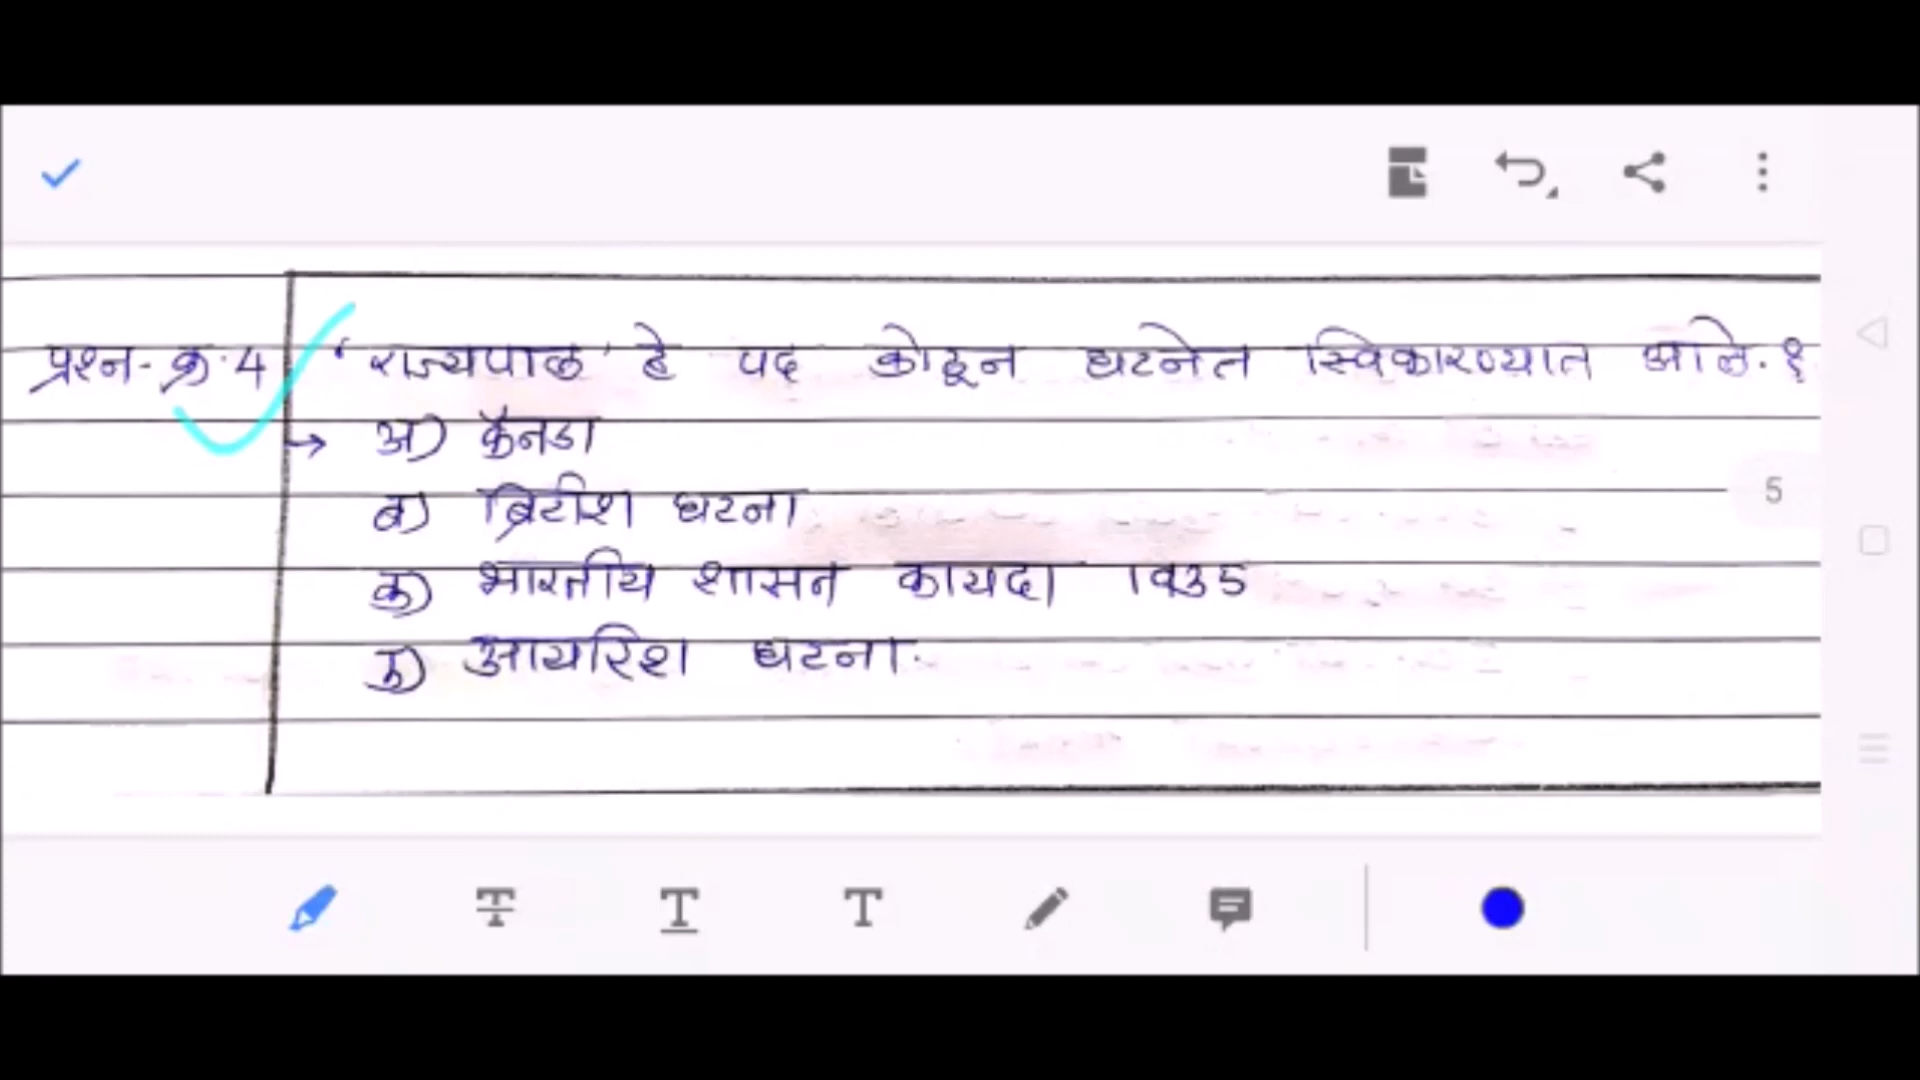 प्रश्न- क्र.4 'राज्यपाल' हे पद कोठून घटनेत स्विकारण्यात आले.?
→ अ) कॅनडा
ब) ब्रिटीश घटना
5
क) भारतीय शासन कायदा 1935
ड) आयरिश घटना.
T T T